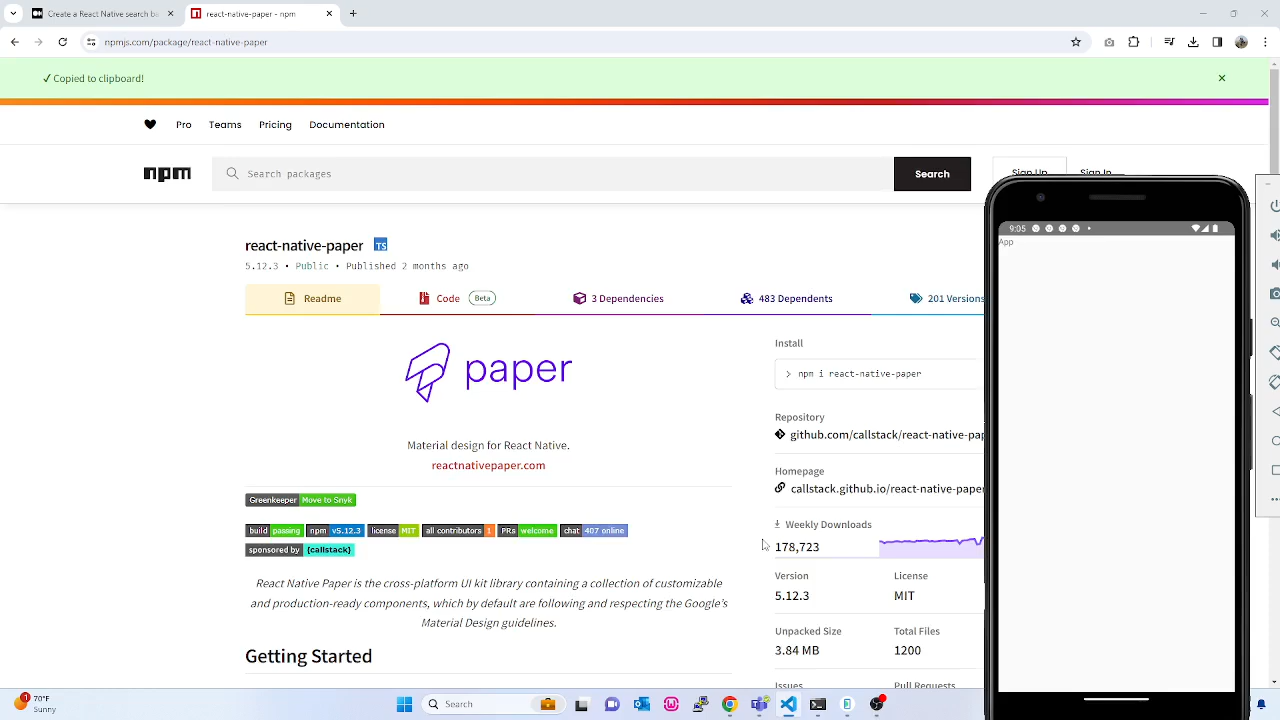 Create a React Native search ba
react-native-paper - npm
npmjs.com/package/react-native-paper
✓ Copied to clipboard!
Pro Teams Pricing Documentation
npm
Search packages
Search
Sign Up
Sign In
react-native-paper TS
5.12.3 • Public • Published 2 months ago
Readme
Code Beta
3 Dependencies
483 Dependents
201 Versions
paper
Material design for React Native.
reactnativepaper.com
Greenkeeper Move to Snyk
build passing npm v5.12.3 license MIT all contributors 1 PRs welcome chat 407 online
sponsored by {callstack}
React Native Paper is the cross-platform UI kit library containing a collection of customizable
and production-ready components, which by default are following and respecting the Google's
Material Design guidelines.
Getting Started
Install
> npm i react-native-paper
Repository
github.com/callstack/react-native-pap
Homepage
callstack.github.io/react-native-paper
Weekly Downloads
178,723
Version
5.12.3
License
MIT
Unpacked Size
3.84 MB
Total Files
1200
Issues
Pull Requests
9:05
App
1
70°F
Sunny
Search